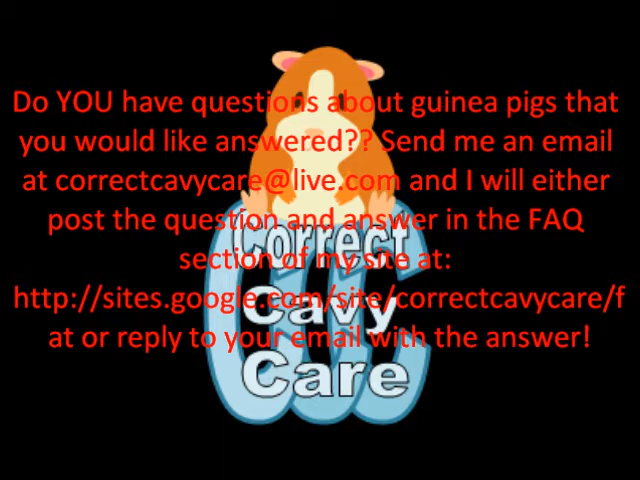 Do YOU have questions about guinea pigs that
you would like answered?? Send me an email
at correctcavycare@live.com and I will either
post the question and answer in the FAQ
section of my site at:
http://sites.google.com/site/correctcavycare/f
at or reply to your email with the answer!
Correct
Cavy
Care